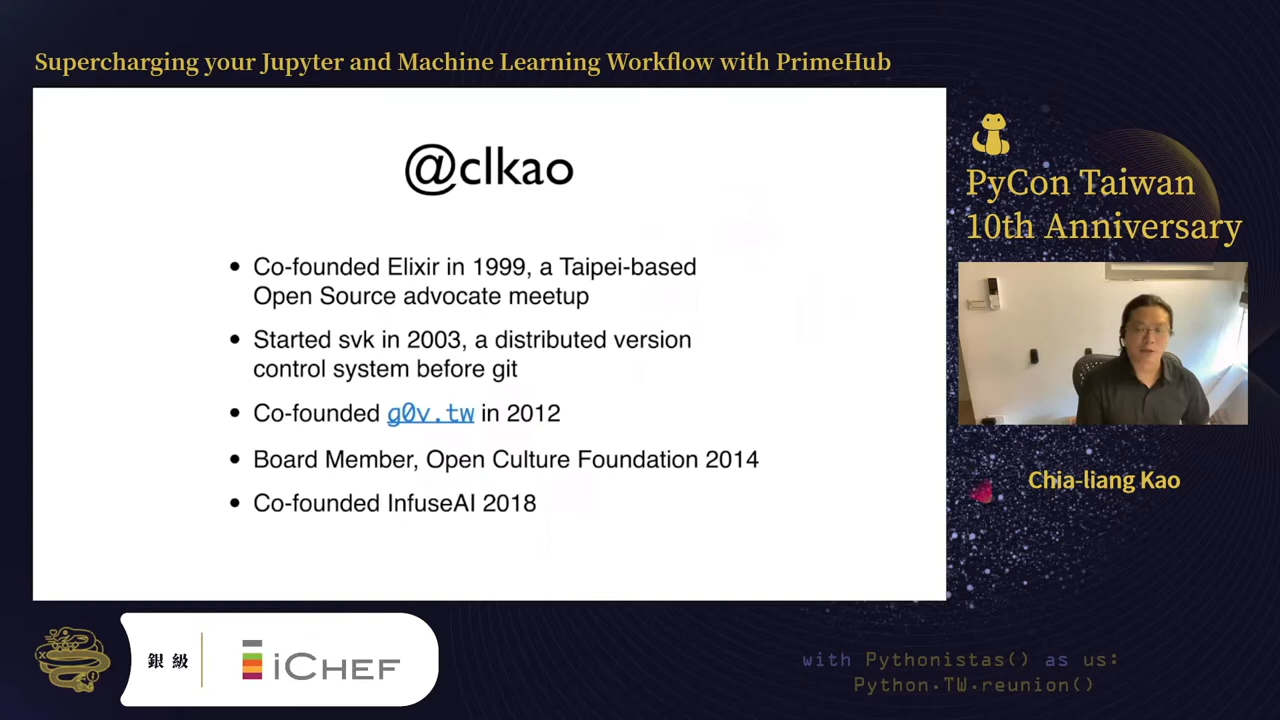 Supercharging your Jupyter and Machine Learning Workflow with PrimeHub
@clkao
• Co-founded Elixir in 1999, a Taipei-based
Open Source advocate meetup
• Started svk in 2003, a distributed version
control system before git
• Co-founded g0v.tw in 2012
• Board Member, Open Culture Foundation 2014
• Co-founded InfuseAI 2018
PyCon Taiwan
10th Anniversary
Chia-liang Kao
銀級
iCHEF
with Pythonistas() as us:
Python.TW.reunion()